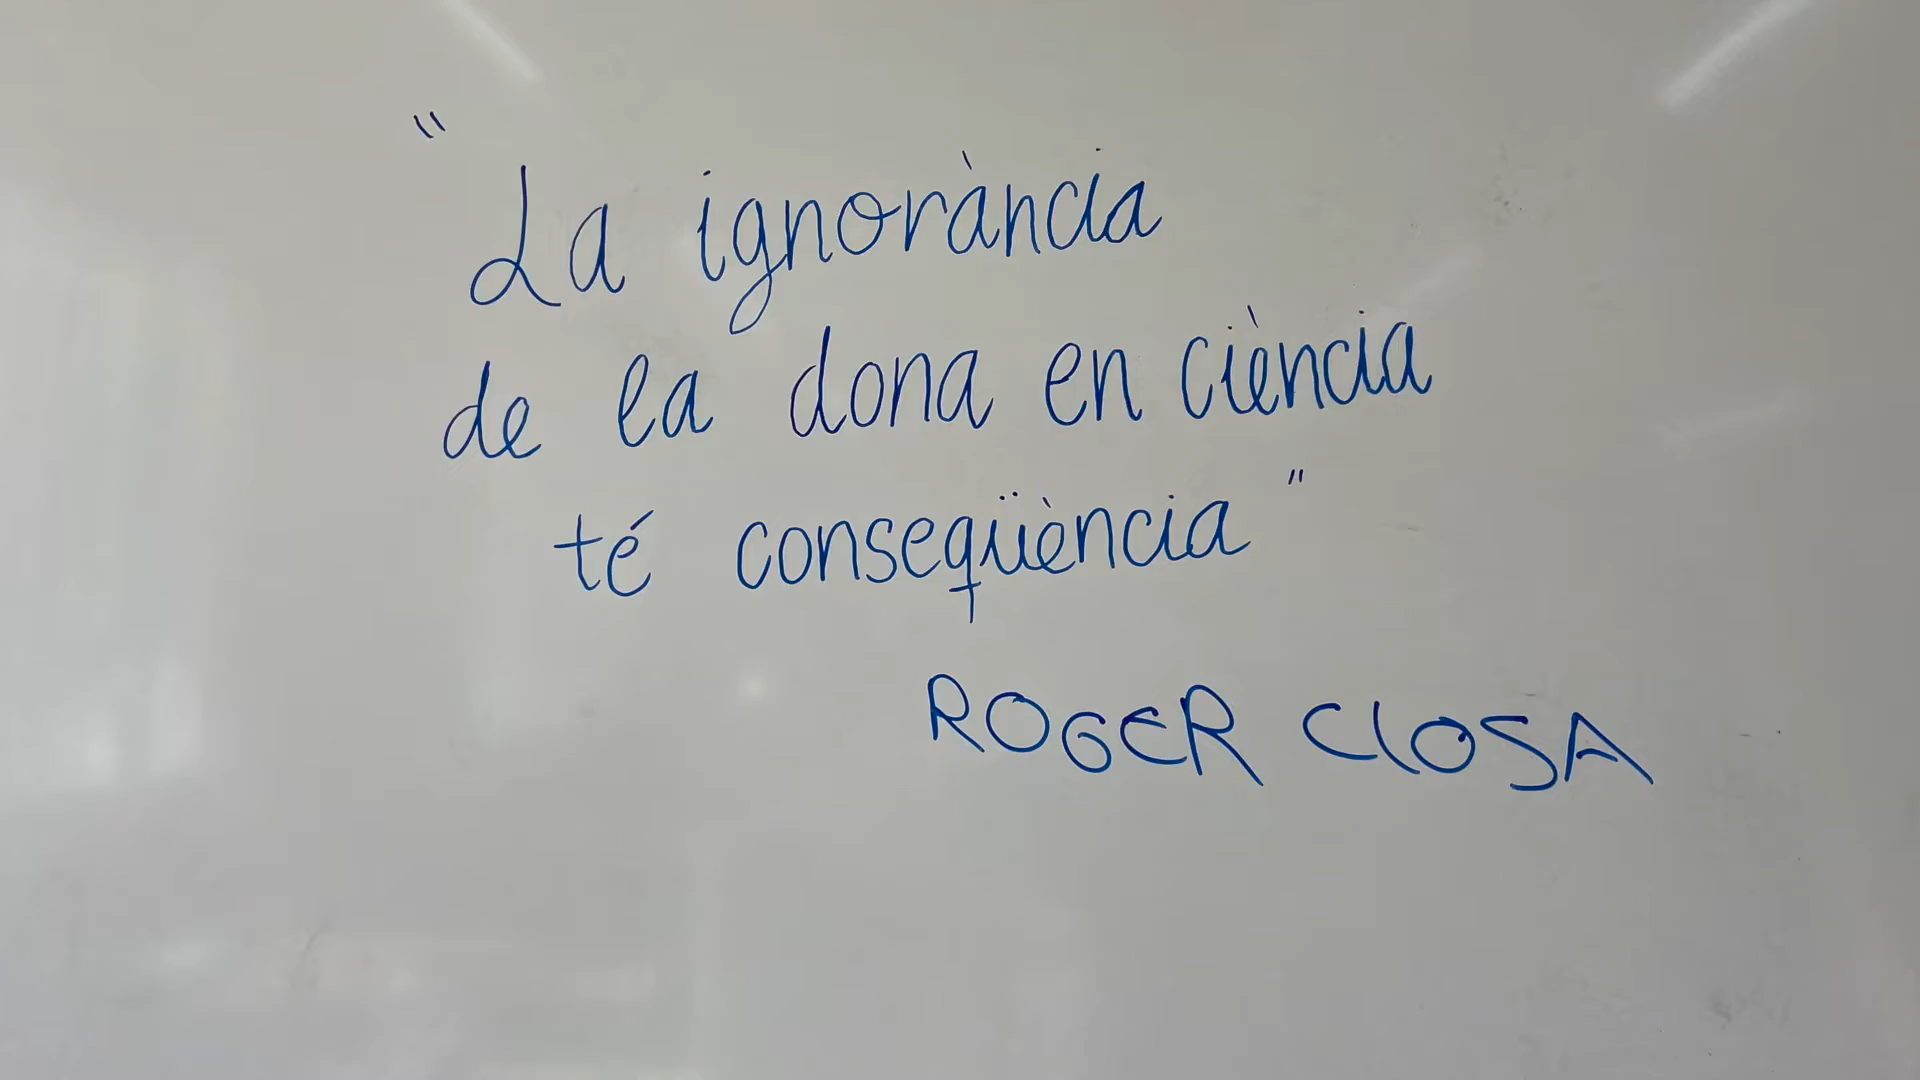 "La ignorància
de la dona en ciència
té conseqüència"
ROGER ClOSA